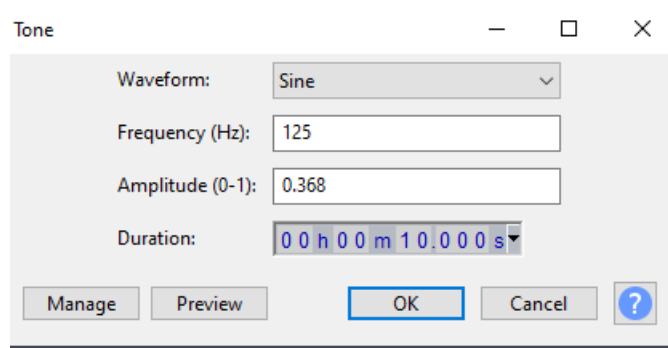 Tone
Waveform: Sine
Frequency (Hz): 125
Amplitude (0-1): 0.368
Duration: 00h00m10.000s
Manage Preview OK Cancel ?